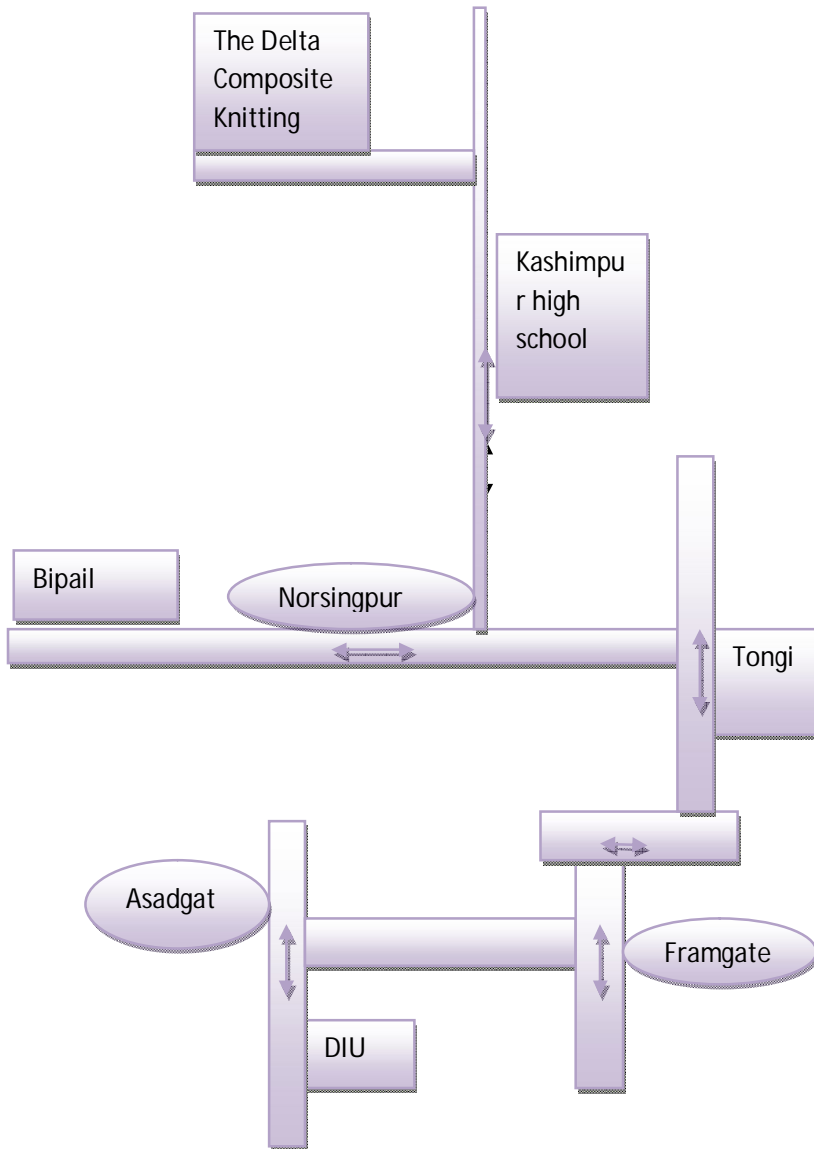 The Delta
Composite
Knitting
Kashimpu
r high
school
Bipail
Norsingpur
Tongi
Asadgat
Framgate
DIU